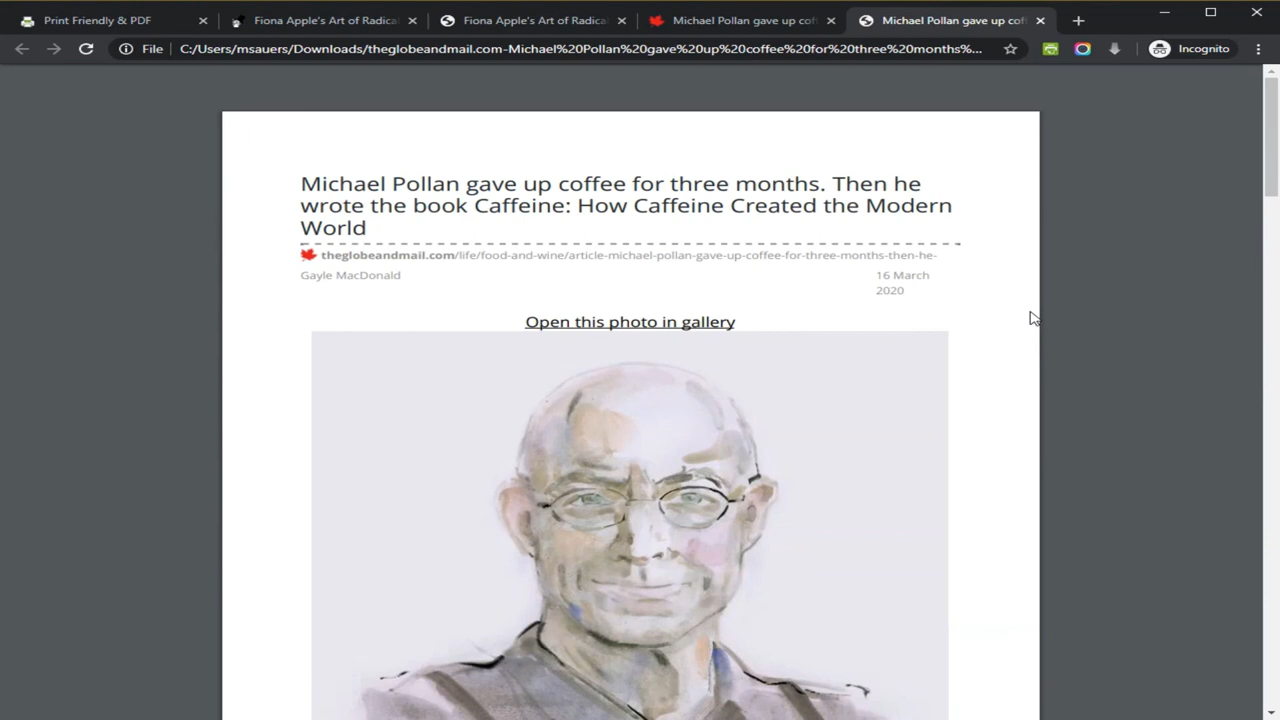 Print Friendly & PDF
Fiona Apple's Art of Radical
Fiona Apple's Art of Radical
Michael Pollan gave up cof
Michael Pollan gave up cof
File
C:/Users/msauers/Downloads/theglobeandmail.com-Michael%20Pollan%20gave%20up%20coffee%20for%20three%20months%...
Incognito
Michael Pollan gave up coffee for three months. Then he
wrote the book Caffeine: How Caffeine Created the Modern
World
theglobeandmail.com/life/food-and-wine/article-michael-pollan-gave-up-coffee-for-three-months-then-he-
Gayle MacDonald
16 March
2020
Open this photo in gallery